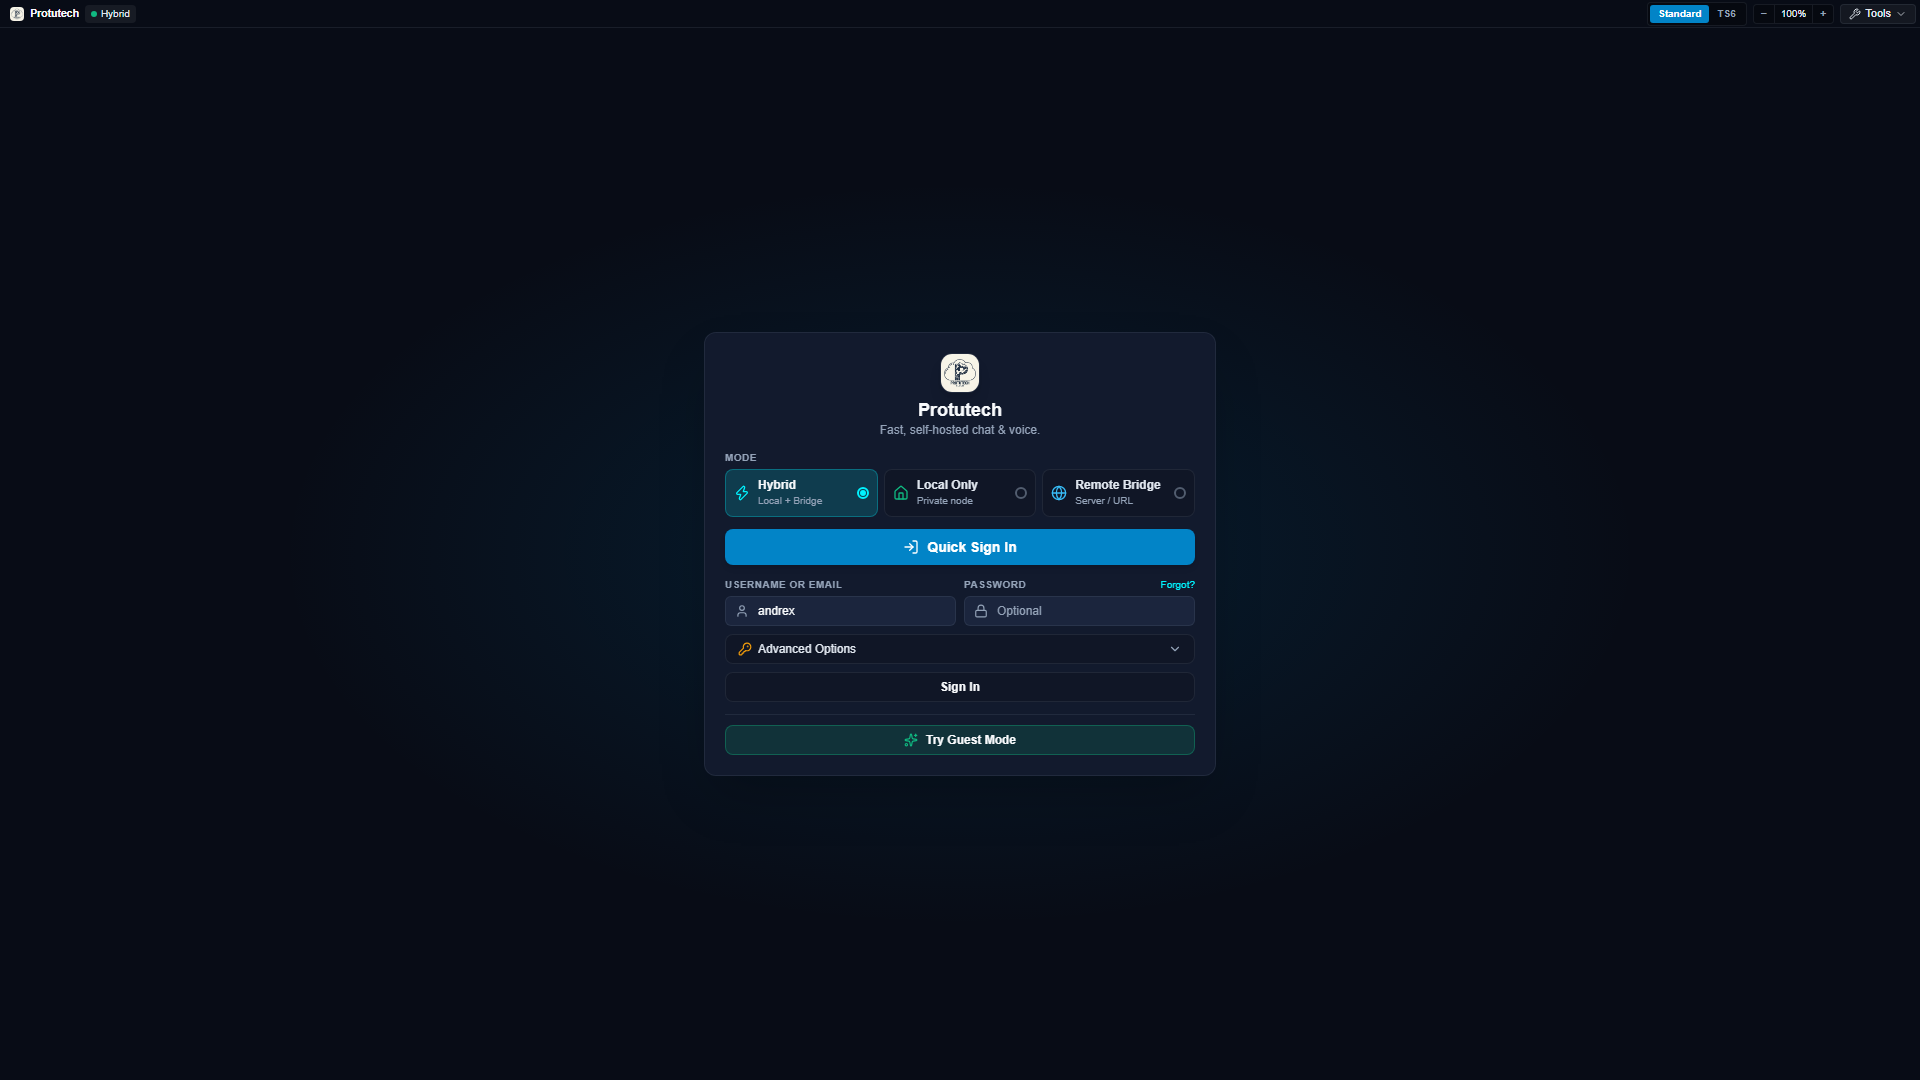 Protutech Hybrid Standard TS6 − 100% + Tools
Protutech
Fast, self-hosted chat & voice.
MODE
Hybrid
Local + Bridge
Local Only
Private node
Remote Bridge
Server / URL
Quick Sign In
USERNAME OR EMAIL
andrex
PASSWORD Forgot?
Optional
Advanced Options
Sign In
Try Guest Mode